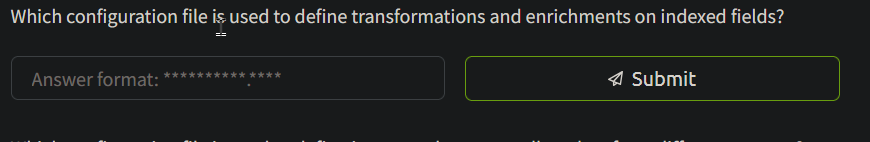 Which configuration file is used to define transformations and enrichments on indexed fields?
Answer format: **********.****
Submit